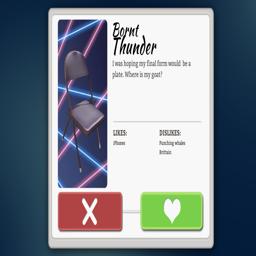 Bornt
Thunder
I was hoping my final form would be a
plate. Where is my goat?
LIKES:
DISLIKES:
iPhones
Punching whales
Brittain